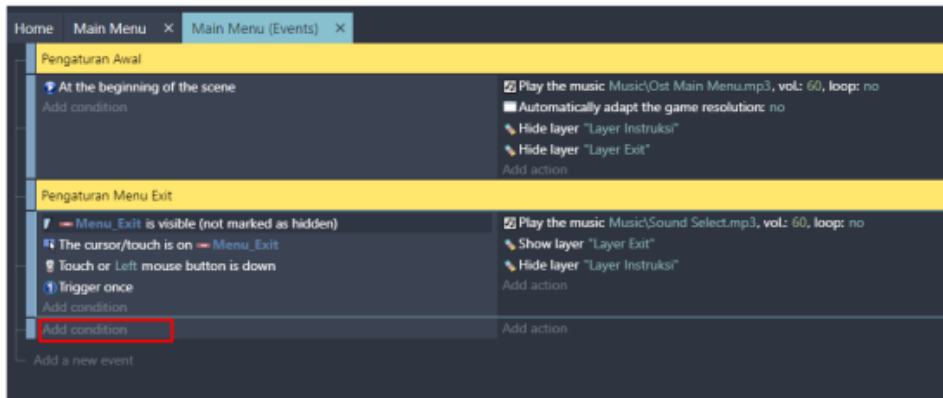 Home Main Menu × Main Menu (Events) ×
Pengaturan Awal
At the beginning of the scene
Add condition
Play the music Music\Ost Main Menu.mp3, vol.: 60, loop: no
Automatically adapt the game resolution: no
Hide layer "Layer Instruksi"
Hide layer "Layer Exit"
Add action
Pengaturan Menu Exit
Menu_Exit is visible (not marked as hidden)
The cursor/touch is on Menu_Exit
Touch or Left mouse button is down
Trigger once
Add condition
Play the music Music\Sound Select.mp3, vol.: 60, loop: no
Show layer "Layer Exit"
Hide layer "Layer Instruksi"
Add action
Add condition
Add action
Add a new event